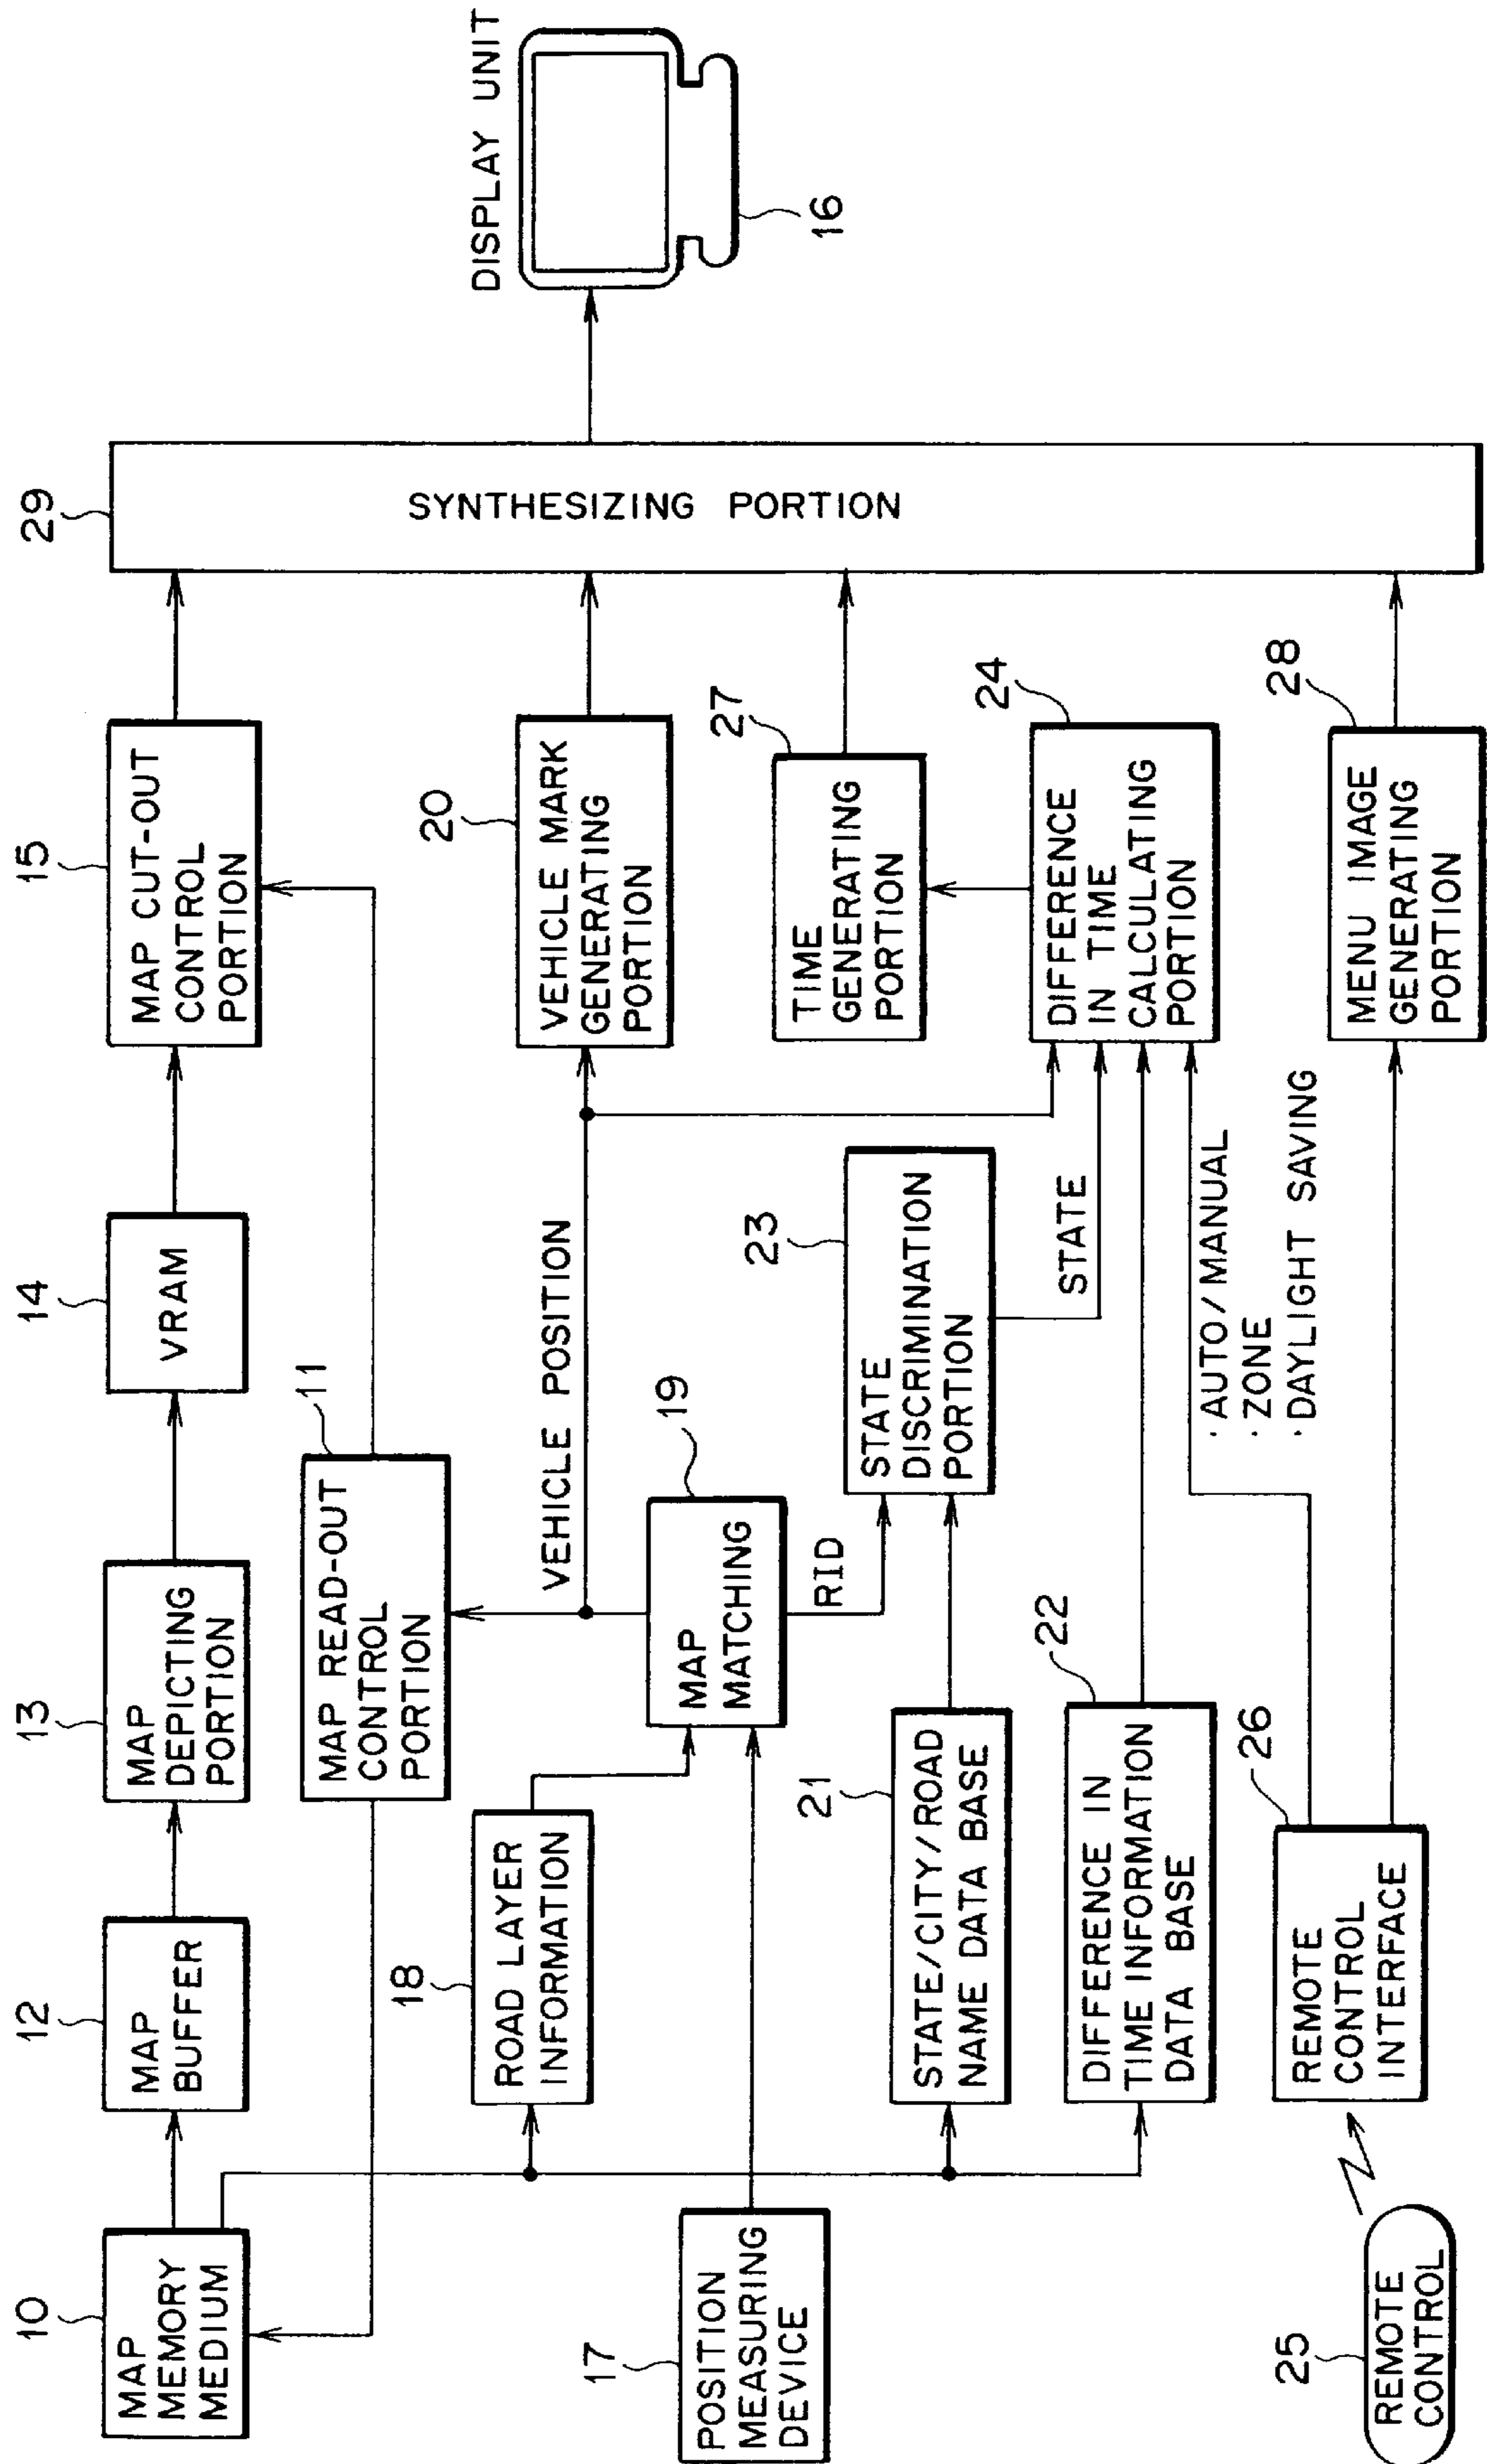 10
MAP
MEMORY
MEDIUM
12
MAP
BUFFER
13
MAP
DEPICTING
PORTION
14
VRAM
15
MAP CUT-OUT
CONTROL
PORTION
29
SYNTHESIZING PORTION
DISPLAY UNIT
16
11
MAP READ-OUT
CONTROL
PORTION
18
ROAD LAYER
INFORMATION
VEHICLE POSITION
20
VEHICLE MARK
GENERATING
PORTION
17
POSITION
MEASURING
DEVICE
19
MAP
MATCHING
RID
27
TIME
GENERATING
PORTION
21
STATE/CITY/ROAD
NAME DATA BASE
23
STATE
DISCRIMINATION
PORTION
STATE
24
DIFFERENCE
IN TIME
CALCULATING
PORTION
22
DIFFERENCE IN
TIME INFORMATION
DATA BASE
· AUTO/MANUAL
· ZONE
· DAYLIGHT SAVING
25
REMOTE
CONTROL
26
REMOTE
CONTROL
INTERFACE
28
MENU IMAGE
GENERATING
PORTION